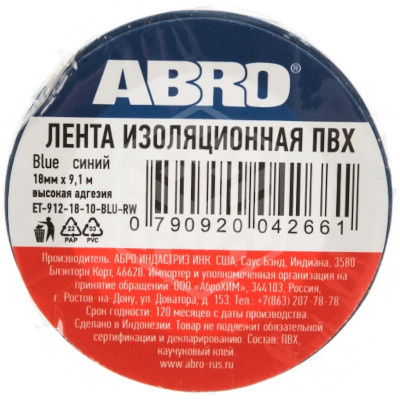 ABRO®
ЛЕНТА ИЗОЛЯЦИОННАЯ ПВХ
Blue синий
18мм x 9,1 м
высокая адгезия
ET-912-18-10-BLU-RW
0 790920 042661
22 PAP
03 PVC
Производитель: АБРО ИНДАСТРИЗ ИНК. США, Саус Бэнд, Индиана, 3580
Блэкторн Корт, 46628. Импортер и уполномоченная организация на
принятие обращений ООО «АброХИМ», 344103, Россия,
г. Ростов-на-Дону, ул. Доватора, д. 153. Тел.:+7(863) 207-78-78
Срок годности: 120 месяцев с даты производства
Сделано в Индонезии. Товар не подлежит обязательной
сертификации и декларированию. Состав: ПВХ,
каучуковый клей.
www.abro-rus.ru